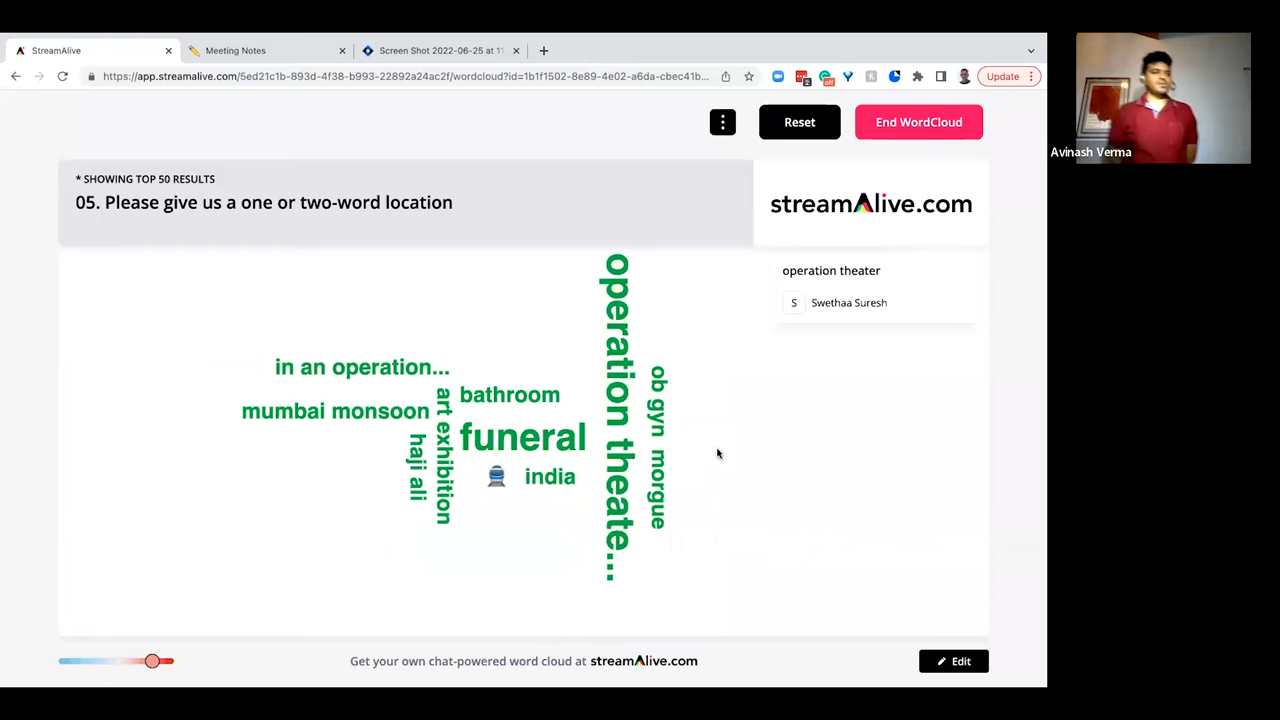 StreamAlive
Meeting Notes
Screen Shot 2022-06-25 at 11
https://app.streamalive.com/5ed21c1b-893d-4f38-b993-22892a24ac2f/wordcloud?id=1b1f1502-8e89-4e02-a6da-cbec41b...
2
off
Update
Reset
End WordCloud
* SHOWING TOP 50 RESULTS
05. Please give us a one or two-word location
streamAlive.com
operation theater
S
Swethaa Suresh
operation theate...
in an operation...
bathroom
mumbai monsoon
art exhibition
haji ali
funeral
india
ob gyn
morgue
Get your own chat-powered word cloud at streamAlive.com
Edit
Avinash Verma